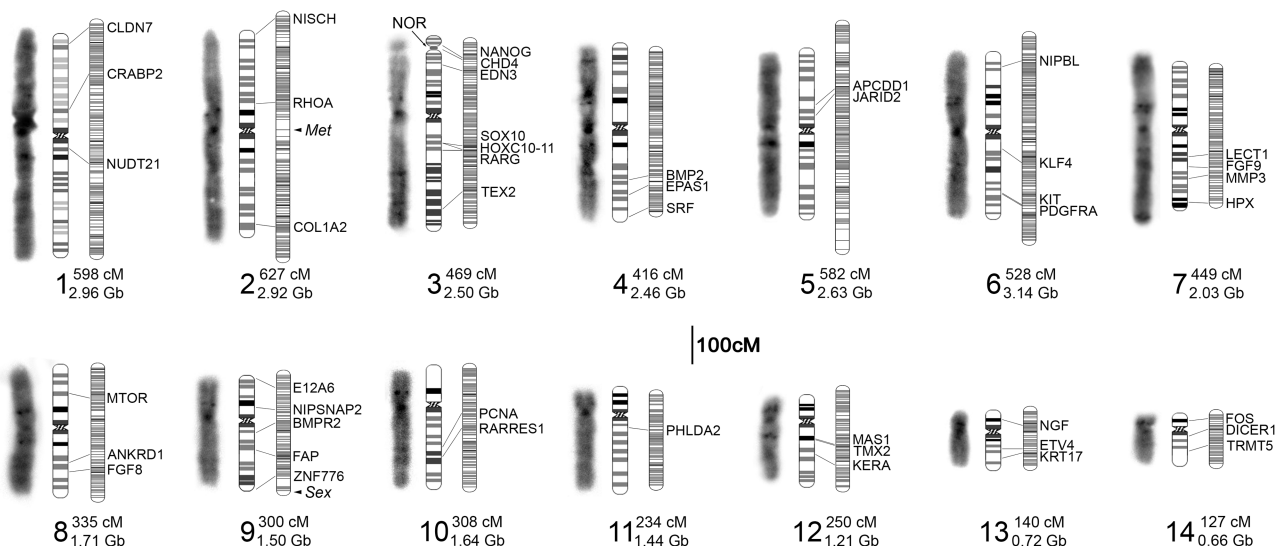 CLDN7
CRABP2
NUDT21
1 598 cM
2.96 Gb
NISCH
RHOA
Met
COL1A2
2 627 cM
2.92 Gb
NOR
NANOG
CHD4
EDN3
SOX10
HOXC10-11
RARG
TEX2
3 469 cM
2.50 Gb
BMP2
EPAS1
SRF
4 416 cM
2.46 Gb
APCDD1
JARID2
5 582 cM
2.63 Gb
NIPBL
KLF4
KIT
PDGFRA
6 528 cM
3.14 Gb
LECT1
FGF9
MMP3
HPX
7 449 cM
2.03 Gb
100cM
MTOR
ANKRD1
FGF8
8 335 cM
1.71 Gb
E12A6
NIPSNAP2
BMPR2
FAP
ZNF776
Sex
9 300 cM
1.50 Gb
PCNA
RARRES1
10 308 cM
1.64 Gb
PHLDA2
11 234 cM
1.44 Gb
MAS1
TMX2
KERA
12 250 cM
1.21 Gb
NGF
ETV4
KRT17
13 140 cM
0.72 Gb
FOS
DICER1
TRMT5
14 127 cM
0.66 Gb